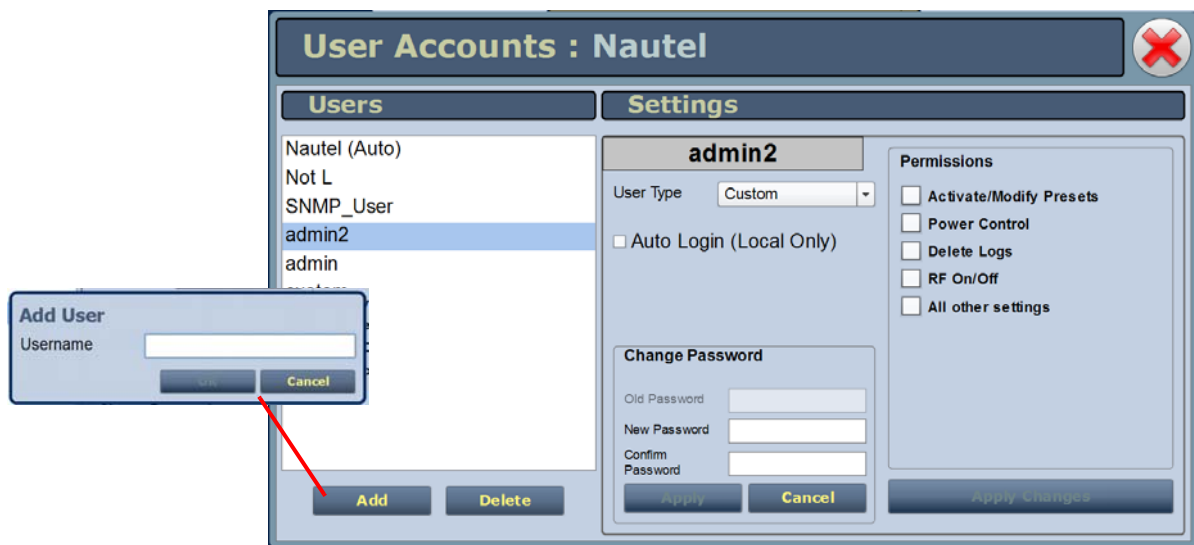 User Accounts : Nautel
Users
Settings
Nautel (Auto)
Not L
SNMP_User
admin2
admin
Add User
Username
OK
Cancel
Add
Delete
admin2
User Type
Custom
Auto Login (Local Only)
Change Password
Old Password
New Password
Confirm
Password
Apply
Cancel
Permissions
Activate/Modify Presets
Power Control
Delete Logs
RF On/Off
All other settings
Apply Changes